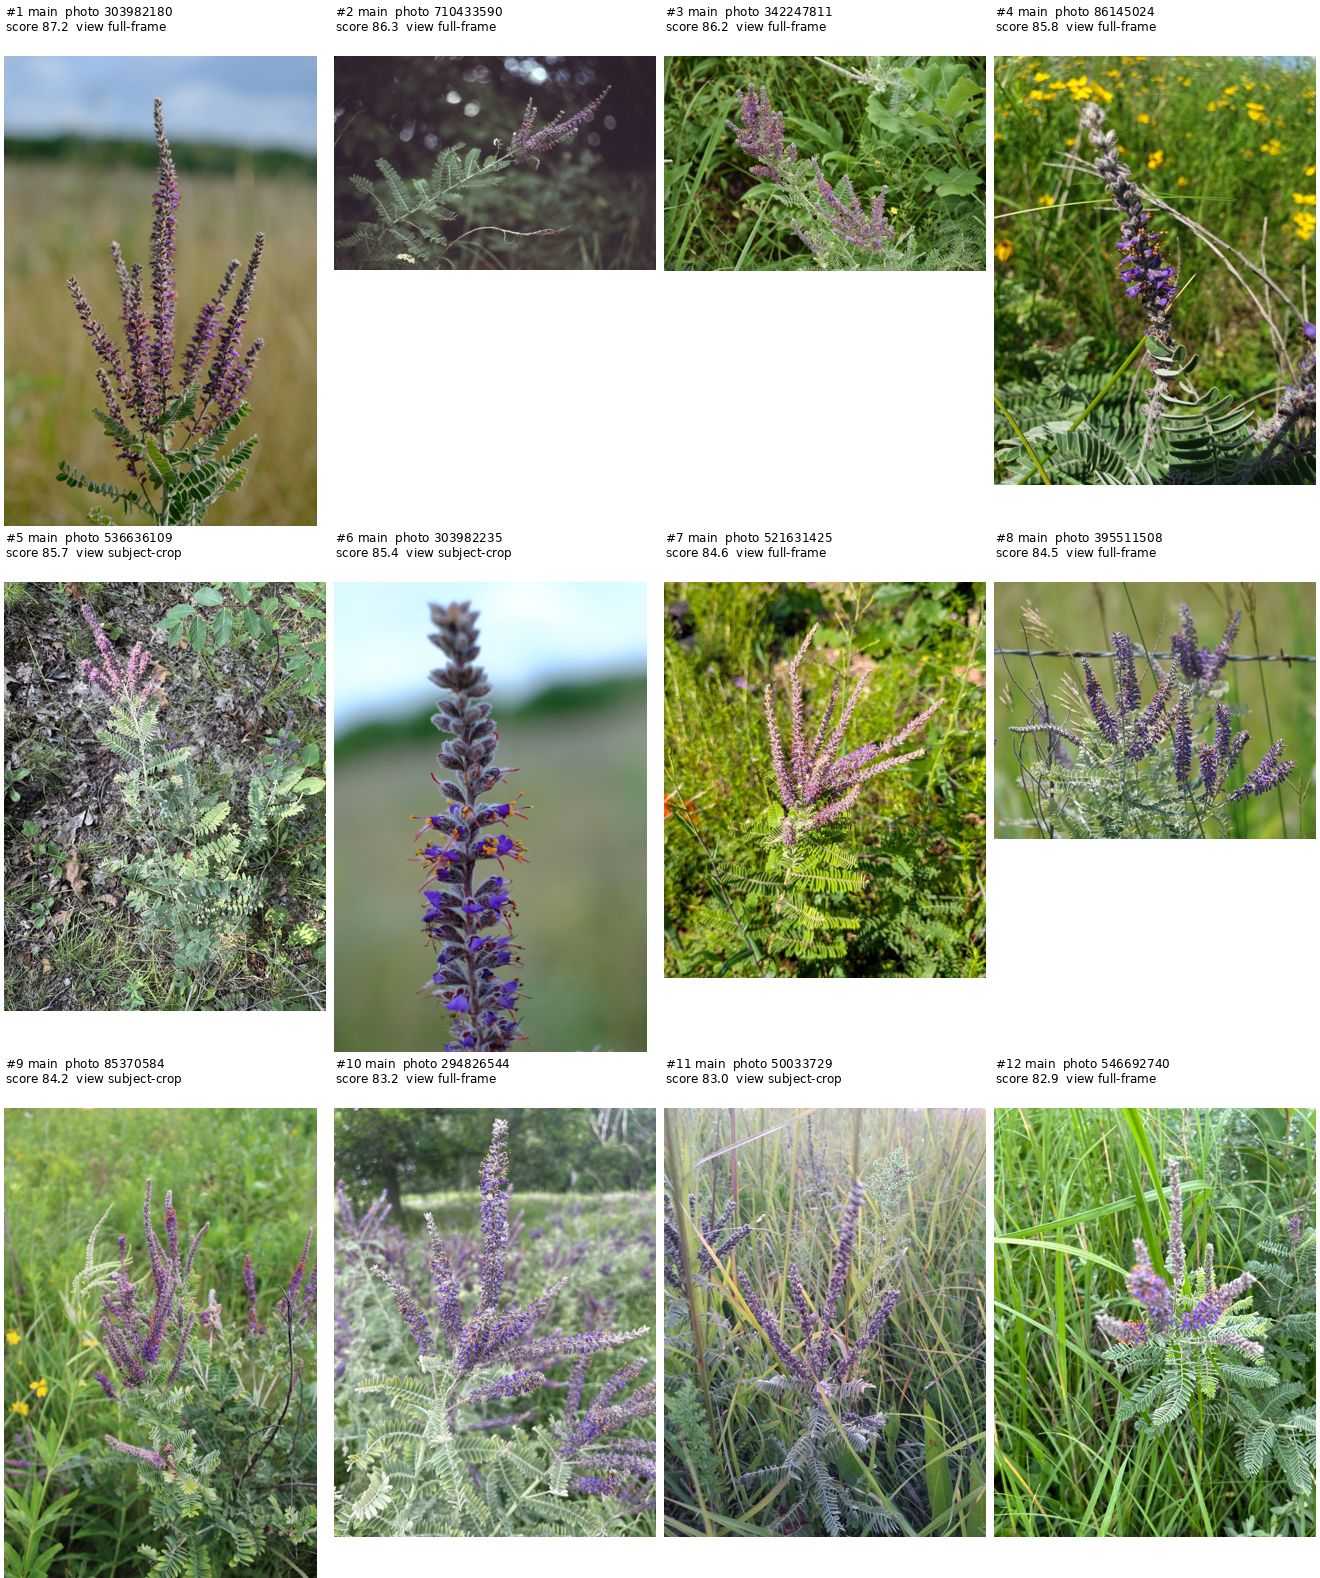 #1 main  photo 303982180
score 87.2  view full-frame
#2 main  photo 710433590
score 86.3  view full-frame
#3 main  photo 342247811
score 86.2  view full-frame
#4 main  photo 86145024
score 85.8  view full-frame
#5 main  photo 536636109
score 85.7  view subject-crop
#6 main  photo 303982235
score 85.4  view subject-crop
#7 main  photo 521631425
score 84.6  view full-frame
#8 main  photo 395511508
score 84.5  view full-frame
#9 main  photo 85370584
score 84.2  view subject-crop
#10 main  photo 294826544
score 83.2  view full-frame
#11 main  photo 50033729
score 83.0  view subject-crop
#12 main  photo 546692740
score 82.9  view full-frame